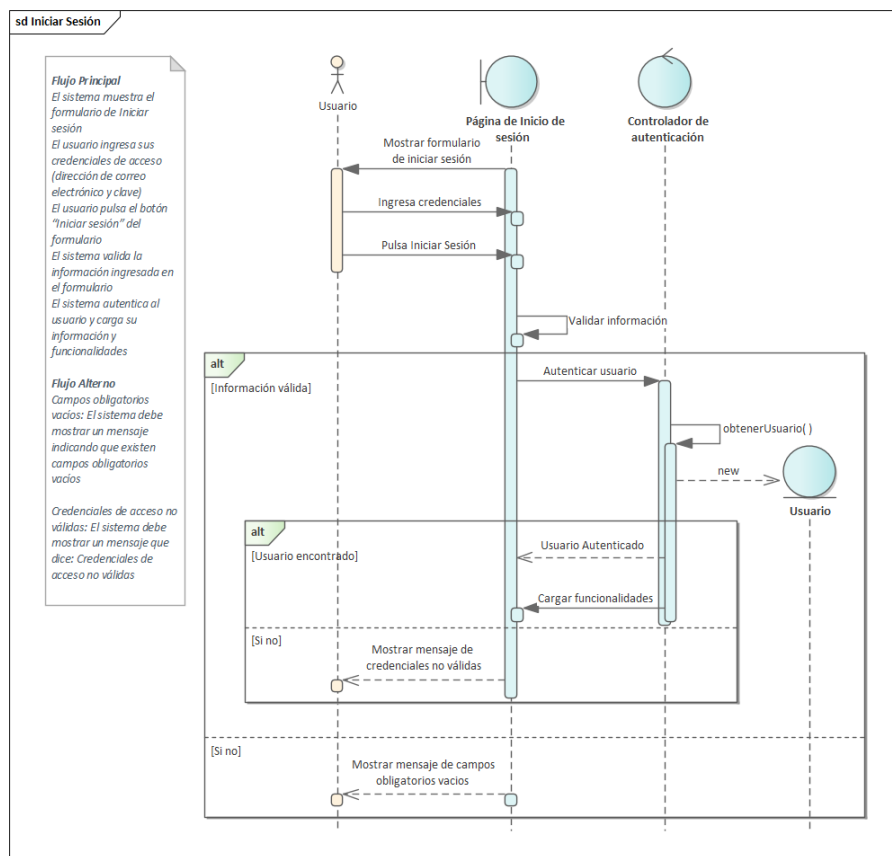 sd Iniciar Sesión
Flujo Principal
El sistema muestra el
formulario de Iniciar
sesión
El usuario ingresa sus
credenciales de acceso
(dirección de correo
electrónico y clave)
El usuario pulsa el botón
“Iniciar sesión” del
formulario
El sistema valida la
información ingresada en
el formulario
El sistema autentica al
usuario y carga su
información y
funcionalidades
Flujo Alterno
Campos obligatorios
vacíos: El sistema debe
mostrar un mensaje
indicando que existen
campos obligatorios
vacíos
Credenciales de acceso no
válidas: El sistema debe
mostrar un mensaje que
dice: Credenciales de
acceso no válidas
Usuario
Página de Inicio de
sesión
Controlador de
autenticación
Mostrar formulario
de iniciar sesión
Ingresa credenciales
Pulsa Iniciar Sesión
Validar información
alt
[Información válida]
Autenticar usuario
obtenerUsuario( )
new
Usuario
alt
[Usuario encontrado]
Usuario Autenticado
Cargar funcionalidades
[Si no]
Mostrar mensaje de
credenciales no válidas
[Si no]
Mostrar mensaje de campos
obligatorios vacios